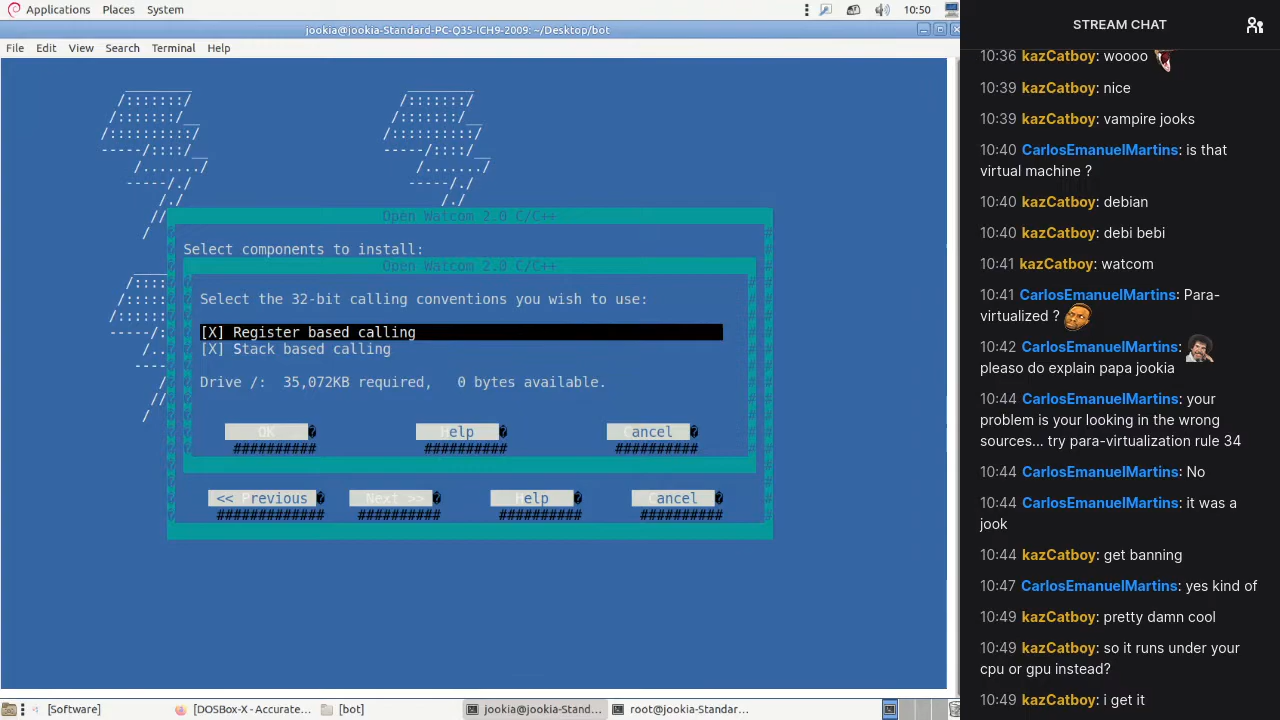 Applications Places System 10:50
jookia@jookia-Standard-PC-Q35-ICH9-2009: ~/Desktop/bot
File Edit View Search Terminal Help
Open Watcom 2.0 C/C++
Select components to install:
Open Watcom 2.0 C/C++
Select the 32-bit calling conventions you wish to use:
[X] Register based calling
[X] Stack based calling
Drive /: 35,072KB required, 0 bytes available.
OK Help Cancel
<< Previous Next >> Help Cancel
[Software] [DOSBox-X - Accurate... [bot] jookia@jookia-Stand... root@jookia-Standar...
STREAM CHAT
10:36 kazCatboy: woooo
10:39 kazCatboy: nice
10:39 kazCatboy: vampire jooks
10:40 CarlosEmanuelMartins: is that
virtual machine ?
10:40 kazCatboy: debian
10:40 kazCatboy: debi bebi
10:41 kazCatboy: watcom
10:41 CarlosEmanuelMartins: Para-
virtualized ?
10:42 CarlosEmanuelMartins:
pleaso do explain papa jookia
10:44 CarlosEmanuelMartins: your
problem is your looking in the wrong
sources... try para-virtualization rule 34
10:44 CarlosEmanuelMartins: No
10:44 CarlosEmanuelMartins: it was a
jook
10:44 kazCatboy: get banning
10:47 CarlosEmanuelMartins: yes kind of
10:49 kazCatboy: pretty damn cool
10:49 kazCatboy: so it runs under your
cpu or gpu instead?
10:49 kazCatboy: i get it